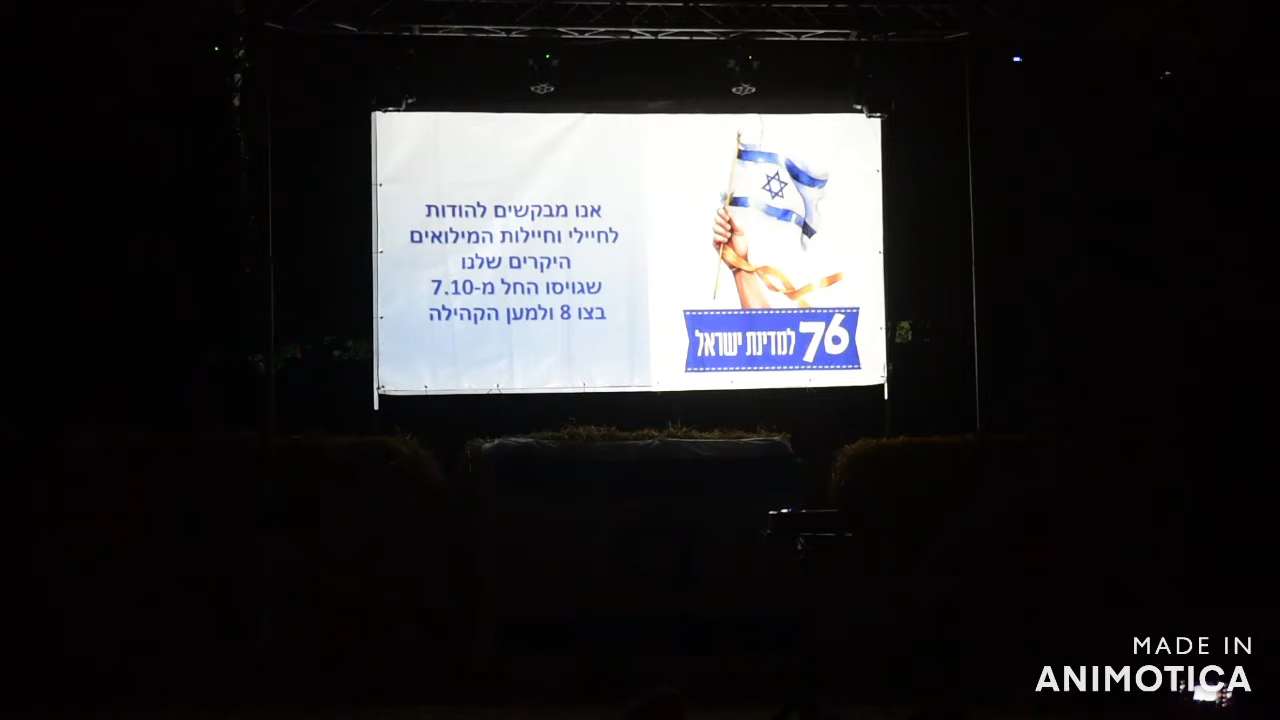 אנו מבקשים להודות
לחיילי וחיילות המילואים
היקרים שלנו
שגויסו החל מ-7.10
בצו 8 ולמען הקהילה
76 למדינת ישראל
MADE IN
ANIMOTICA